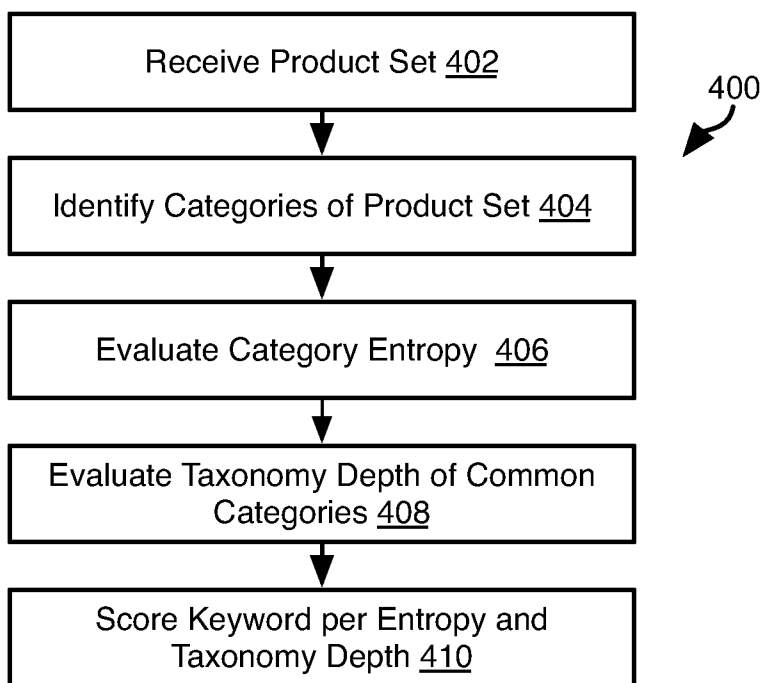 Receive Product Set 402
400
Identify Categories of Product Set 404
Evaluate Category Entropy 406
Evaluate Taxonomy Depth of Common
Categories 408
Score Keyword per Entropy and
Taxonomy Depth 410